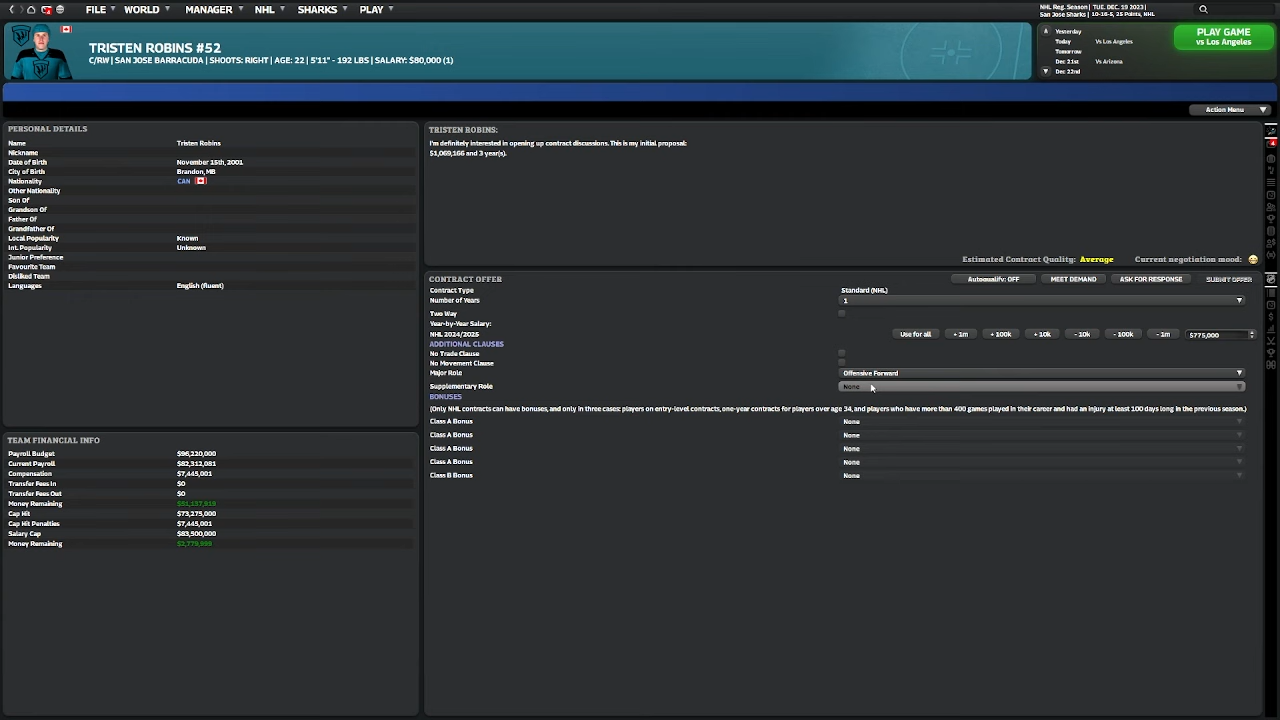 FILE WORLD MANAGER NHL SHARKS PLAY
NHL Reg. Season | TUE. DEC. 19 2023 |
San Jose Sharks | 10-16-5, 25 Points, NHL
TRISTEN ROBINS #52
C/RW | SAN JOSE BARRACUDA | SHOOTS: RIGHT | AGE: 22 | 5'11" - 192 LBS | SALARY: $80,000 (1)
Yesterday
Today Vs Los Angeles
Tomorrow
Dec 21st Vs Arizona
Dec 22nd
PLAY GAME
vs Los Angeles
Action Menu
PERSONAL DETAILS
Name Tristen Robins
Nickname
Date of Birth November 15th, 2001
City of Birth Brandon, MB
Nationality CAN
Other Nationality
Son Of
Grandson Of
Father Of
Grandfather Of
Local Popularity Known
Int. Popularity Unknown
Junior Preference
Favourite Team
Disliked Team
Languages English (fluent)
TEAM FINANCIAL INFO
Payroll Budget $96,220,000
Current Payroll $82,312,081
Compensation $7,445,001
Transfer Fees In $0
Transfer Fees Out $0
Money Remaining
Cap Hit $73,275,000
Cap Hit Penalties $7,445,001
Salary Cap $83,500,000
Money Remaining $2,779,999
TRISTEN ROBINS:
I'm definitely interested in opening up contract discussions. This is my initial proposal:
$1,069,166 and 3 year(s).
Estimated Contract Quality: Average Current negotiation mood:
CONTRACT OFFER Autoqualify: OFF MEET DEMAND ASK FOR RESPONSE SUBMIT OFFER
Contract Type Standard (NHL)
Number of Years 1
Two Way
Year-by-Year Salary:
NHL 2024/2025 Use for all + 1m + 100k + 10k - 10k - 100k - 1m $775,000
ADDITIONAL CLAUSES
No Trade Clause
No Movement Clause
Major Role Offensive Forward
Supplementary Role None
BONUSES
(Only NHL contracts can have bonuses, and only in three cases: players on entry-level contracts, one-year contracts for players over age 34, and players who have more than 400 games played in their career and had an injury at least 100 days long in the previous season.)
Class A Bonus None
Class A Bonus None
Class A Bonus None
Class A Bonus None
Class B Bonus None